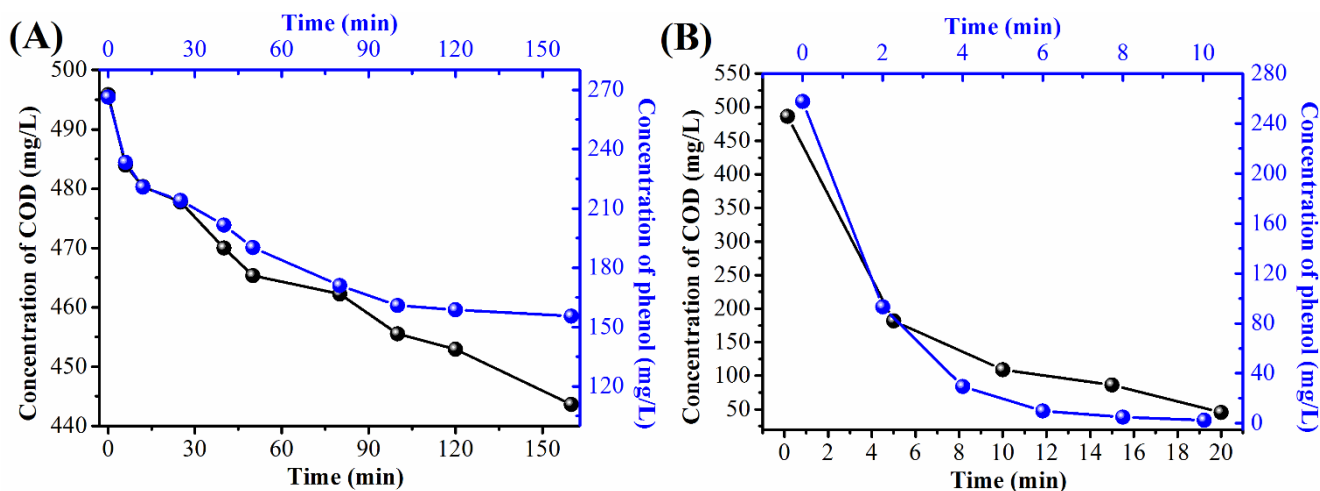 (A)
Time (min)
0 30 60 90 120 150
500
490
480
470
460
450
440
Concentration of COD (mg/L)
270
240
210
180
150
120
Concentration of phenol (mg/L)
0 30 60 90 120 150
Time (min)
(B)
Time (min)
0 2 4 6 8 10
550
500
450
400
350
300
250
200
150
100
50
Concentration of COD (mg/L)
280
240
200
160
120
80
40
0
Concentration of phenol (mg/L)
0 2 4 6 8 10 12 14 16 18 20
Time (min)